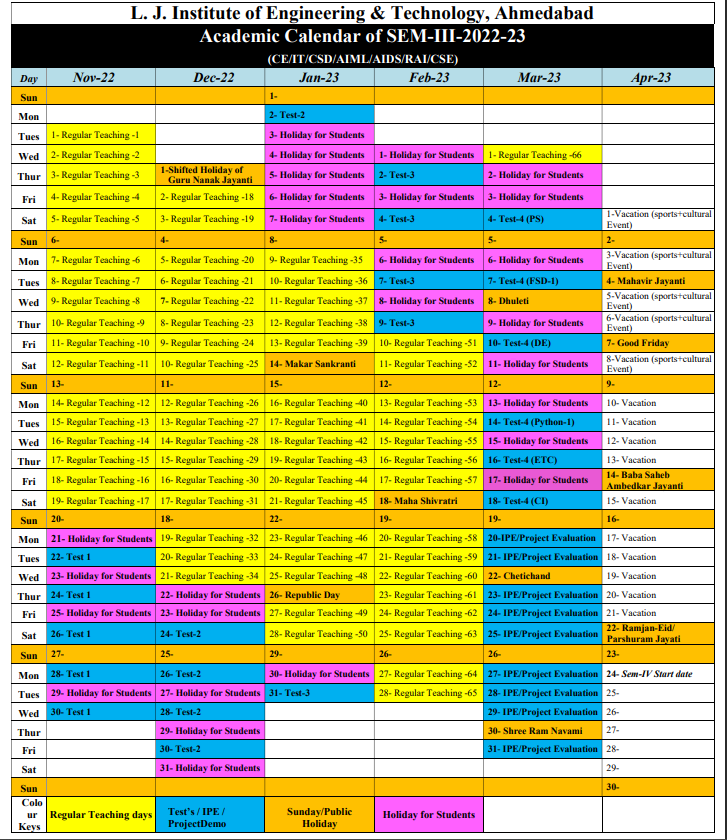 L. J. Institute of Engineering & Technology, Ahmedabad
Academic Calendar of SEM-III-2022-23
(CE/IT/CSD/AIML/AIDS/RAI/CSE)
Day Nov-22 Dec-22 Jan-23 Feb-23 Mar-23 Apr-23
Sun 1-
Mon 2- Test-2
Tues 1- Regular Teaching -1 3- Holiday for Students
Wed 2- Regular Teaching -2 4- Holiday for Students 1- Holiday for Students 1- Regular Teaching -66
Thur 3- Regular Teaching -3 1-Shifted Holiday of Guru Nanak Jayanti 5- Holiday for Students 2- Test-3 2- Holiday for Students
Fri 4- Regular Teaching -4 2- Regular Teaching -18 6- Holiday for Students 3- Holiday for Students 3- Holiday for Students
Sat 5- Regular Teaching -5 3- Regular Teaching -19 7- Holiday for Students 4- Test-3 4- Test-4 (PS) 1-Vacation (sports+cultural Event)
Sun 6- 4- 8- 5- 5- 2-
Mon 7- Regular Teaching -6 5- Regular Teaching -20 9- Regular Teaching -35 6- Holiday for Students 6- Holiday for Students 3-Vacation (sports+cultural Event)
Tues 8- Regular Teaching -7 6- Regular Teaching -21 10- Regular Teaching -36 7- Test-3 7- Test-4 (FSD-1) 4- Mahavir Jayanti
Wed 9- Regular Teaching -8 7- Regular Teaching -22 11- Regular Teaching -37 8- Holiday for Students 8- Dhuleti 5-Vacation (sports+cultural Event)
Thur 10- Regular Teaching -9 8- Regular Teaching -23 12- Regular Teaching -38 9- Test-3 9- Holiday for Students 6-Vacation (sports+cultural Event)
Fri 11- Regular Teaching -10 9- Regular Teaching -24 13- Regular Teaching -39 10- Regular Teaching -51 10- Test-4 (DE) 7- Good Friday
Sat 12- Regular Teaching -11 10- Regular Teaching -25 14- Makar Sankranti 11- Regular Teaching -52 11- Holiday for Students 8-Vacation (sports+cultural Event)
Sun 13- 11- 15- 12- 12- 9-
Mon 14- Regular Teaching -12 12- Regular Teaching -26 16- Regular Teaching -40 13- Regular Teaching -53 13- Holiday for Students 10- Vacation
Tues 15- Regular Teaching -13 13- Regular Teaching -27 17- Regular Teaching -41 14- Regular Teaching -54 14- Test-4 (Python-1) 11- Vacation
Wed 16- Regular Teaching -14 14- Regular Teaching -28 18- Regular Teaching -42 15- Regular Teaching -55 15- Holiday for Students 12- Vacation
Thur 17- Regular Teaching -15 15- Regular Teaching -29 19- Regular Teaching -43 16- Regular Teaching -56 16- Test-4 (ETC) 13- Vacation
Fri 18- Regular Teaching -16 16- Regular Teaching -30 20- Regular Teaching -44 17- Regular Teaching -57 17- Holiday for Students 14- Baba Saheb Ambedkar Jayanti
Sat 19- Regular Teaching -17 17- Regular Teaching -31 21- Regular Teaching -45 18- Maha Shivratri 18- Test-4 (CI) 15- Vacation
Sun 20- 18- 22- 19- 19- 16-
Mon 21- Holiday for Students 19- Regular Teaching -32 23- Regular Teaching -46 20- Regular Teaching -58 20-IPE/Project Evaluation 17- Vacation
Tues 22- Test 1 20- Regular Teaching -33 24- Regular Teaching -47 21- Regular Teaching -59 21- IPE/Project Evaluation 18- Vacation
Wed 23- Holiday for Students 21- Regular Teaching -34 25- Regular Teaching -48 22- Regular Teaching -60 22- Chetichand 19- Vacation
Thur 24- Test 1 22- Holiday for Students 26- Republic Day 23- Regular Teaching -61 23- IPE/Project Evaluation 20- Vacation
Fri 25- Holiday for Students 23- Holiday for Students 27- Regular Teaching -49 24- Regular Teaching -62 24- IPE/Project Evaluation 21- Vacation
Sat 26- Test 1 24- Test-2 28- Regular Teaching -50 25- Regular Teaching -63 25- IPE/Project Evaluation 22- Ramjan-Eid/ Parshuram Jayati
Sun 27- 25- 29- 26- 26- 23-
Mon 28- Test 1 26- Test-2 30- Holiday for Students 27- Regular Teaching -64 27- IPE/Project Evaluation 24- Sem-IV Start date
Tues 29- Holiday for Students 27- Holiday for Students 31- Test-3 28- Regular Teaching -65 28- IPE/Project Evaluation 25-
Wed 30- Test 1 28- Test-2 29- IPE/Project Evaluation 26-
Thur 29- Holiday for Students 30- Shree Ram Navami 27-
Fri 30- Test-2 31- IPE/Project Evaluation 28-
Sat 31- Holiday for Students 29-
Sun 30-
Colo ur Keys Regular Teaching days Test's / IPE / ProjectDemo Sunday/Public Holiday Holiday for Students